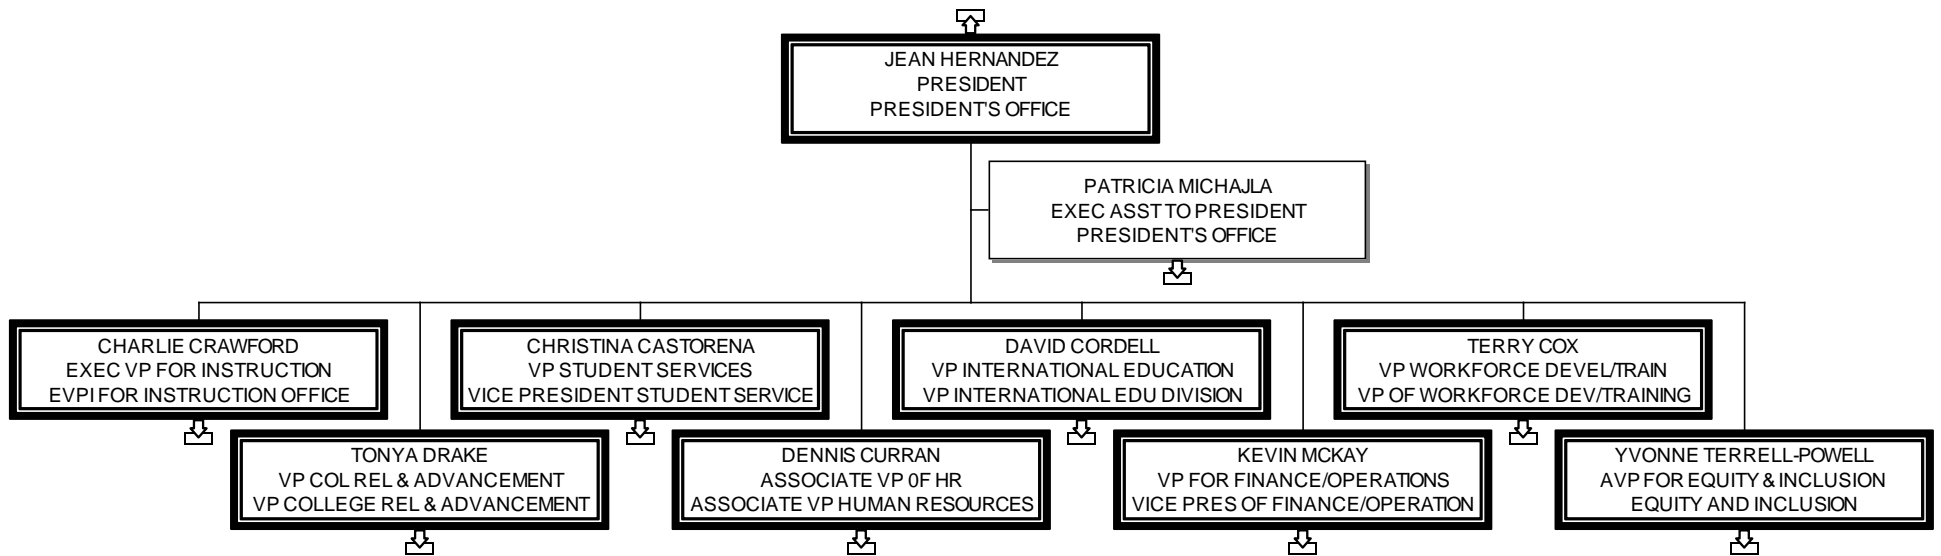 JEAN HERNANDEZ
PRESIDENT
PRESIDENT'S OFFICE
PATRICIA MICHAJLA
EXEC ASST TO PRESIDENT
PRESIDENT'S OFFICE
CHARLIE CRAWFORD
EXEC VP FOR INSTRUCTION
EVPI FOR INSTRUCTION OFFICE
CHRISTINA CASTORENA
VP STUDENT SERVICES
VICE PRESIDENT STUDENT SERVICE
DAVID CORDELL
VP INTERNATIONAL EDUCATION
VP INTERNATIONAL EDU DIVISION
TERRY COX
VP WORKFORCE DEVEL/TRAIN
VP OF WORKFORCE DEV/TRAINING
TONYA DRAKE
VP COL REL & ADVANCEMENT
VP COLLEGE REL & ADVANCEMENT
DENNIS CURRAN
ASSOCIATE VP 0F HR
ASSOCIATE VP HUMAN RESOURCES
KEVIN MCKAY
VP FOR FINANCE/OPERATIONS
VICE PRES OF FINANCE/OPERATION
YVONNE TERRELL-POWELL
AVP FOR EQUITY & INCLUSION
EQUITY AND INCLUSION